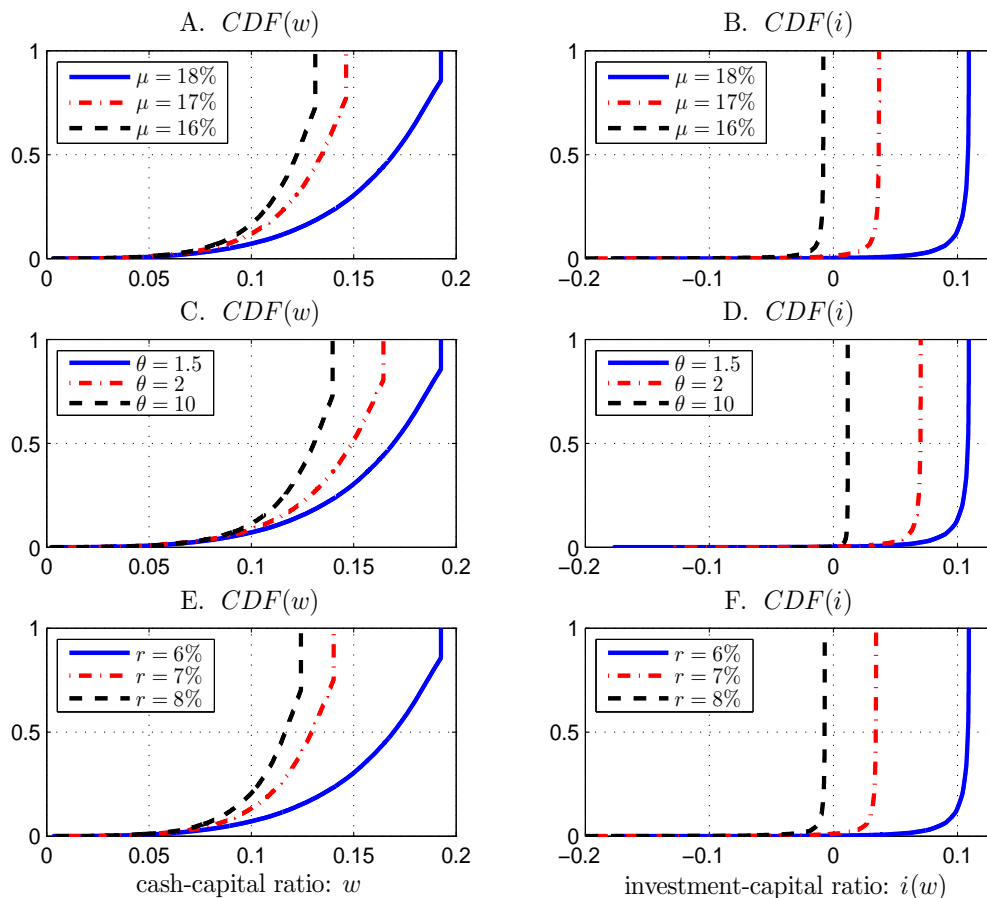 A. CDF(w)
1
0.5
0
μ = 18%
μ = 17%
μ = 16%
0 0.05 0.1 0.15 0.2
B. CDF(i)
1
0.5
0
μ = 18%
μ = 17%
μ = 16%
−0.2 −0.1 0 0.1
C. CDF(w)
1
0.5
0
θ = 1.5
θ = 2
θ = 10
0 0.05 0.1 0.15 0.2
D. CDF(i)
1
0.5
0
θ = 1.5
θ = 2
θ = 10
−0.2 −0.1 0 0.1
E. CDF(w)
1
0.5
0
r = 6%
r = 7%
r = 8%
0 0.05 0.1 0.15 0.2
cash-capital ratio: w
F. CDF(i)
1
0.5
0
r = 6%
r = 7%
r = 8%
−0.2 −0.1 0 0.1
investment-capital ratio: i(w)